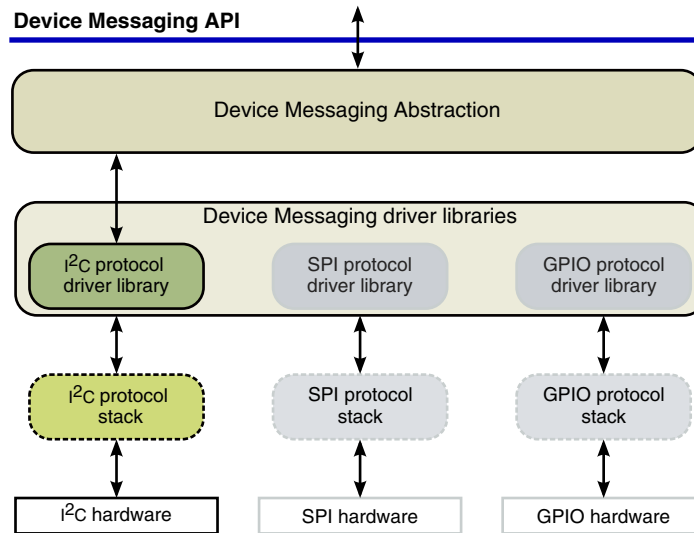 Device Messaging API
Device Messaging Abstraction
Device Messaging driver libraries
I²C protocol
driver library
SPI protocol
driver library
GPIO protocol
driver library
I²C protocol
stack
SPI protocol
stack
GPIO protocol
stack
I²C hardware
SPI hardware
GPIO hardware